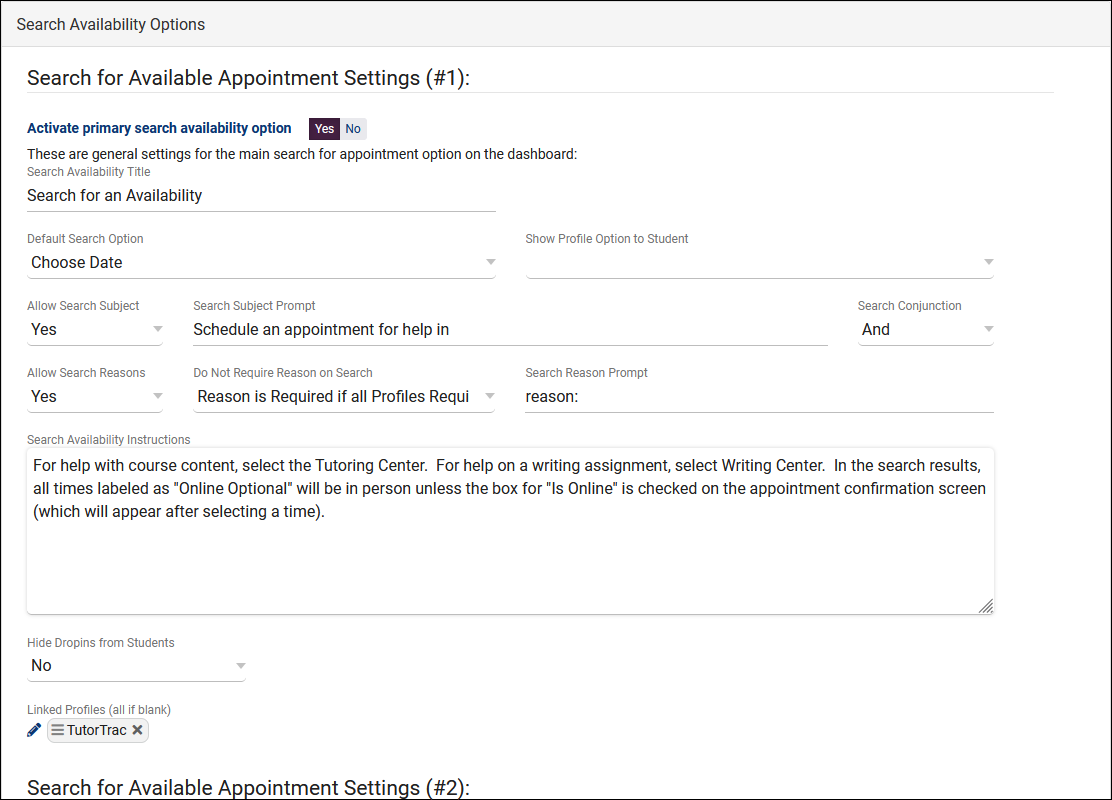 Search Availability Options
Search for Available Appointment Settings (#1):
Activate primary search availability option Yes No
These are general settings for the main search for appointment option on the dashboard:
Search Availability Title
Search for an Availability
Default Search Option Show Profile Option to Student
Choose Date
Allow Search Subject Search Subject Prompt Search Conjunction
Yes Schedule an appointment for help in And
Allow Search Reasons Do Not Require Reason on Search Search Reason Prompt
Yes Reason is Required if all Profiles Requi reason:
Search Availability Instructions
For help with course content, select the Tutoring Center.  For help on a writing assignment, select Writing Center.  In the search results,
all times labeled as "Online Optional" will be in person unless the box for "Is Online" is checked on the appointment confirmation screen
(which will appear after selecting a time).
Hide Dropins from Students
No
Linked Profiles (all if blank)
TutorTrac
Search for Available Appointment Settings (#2):